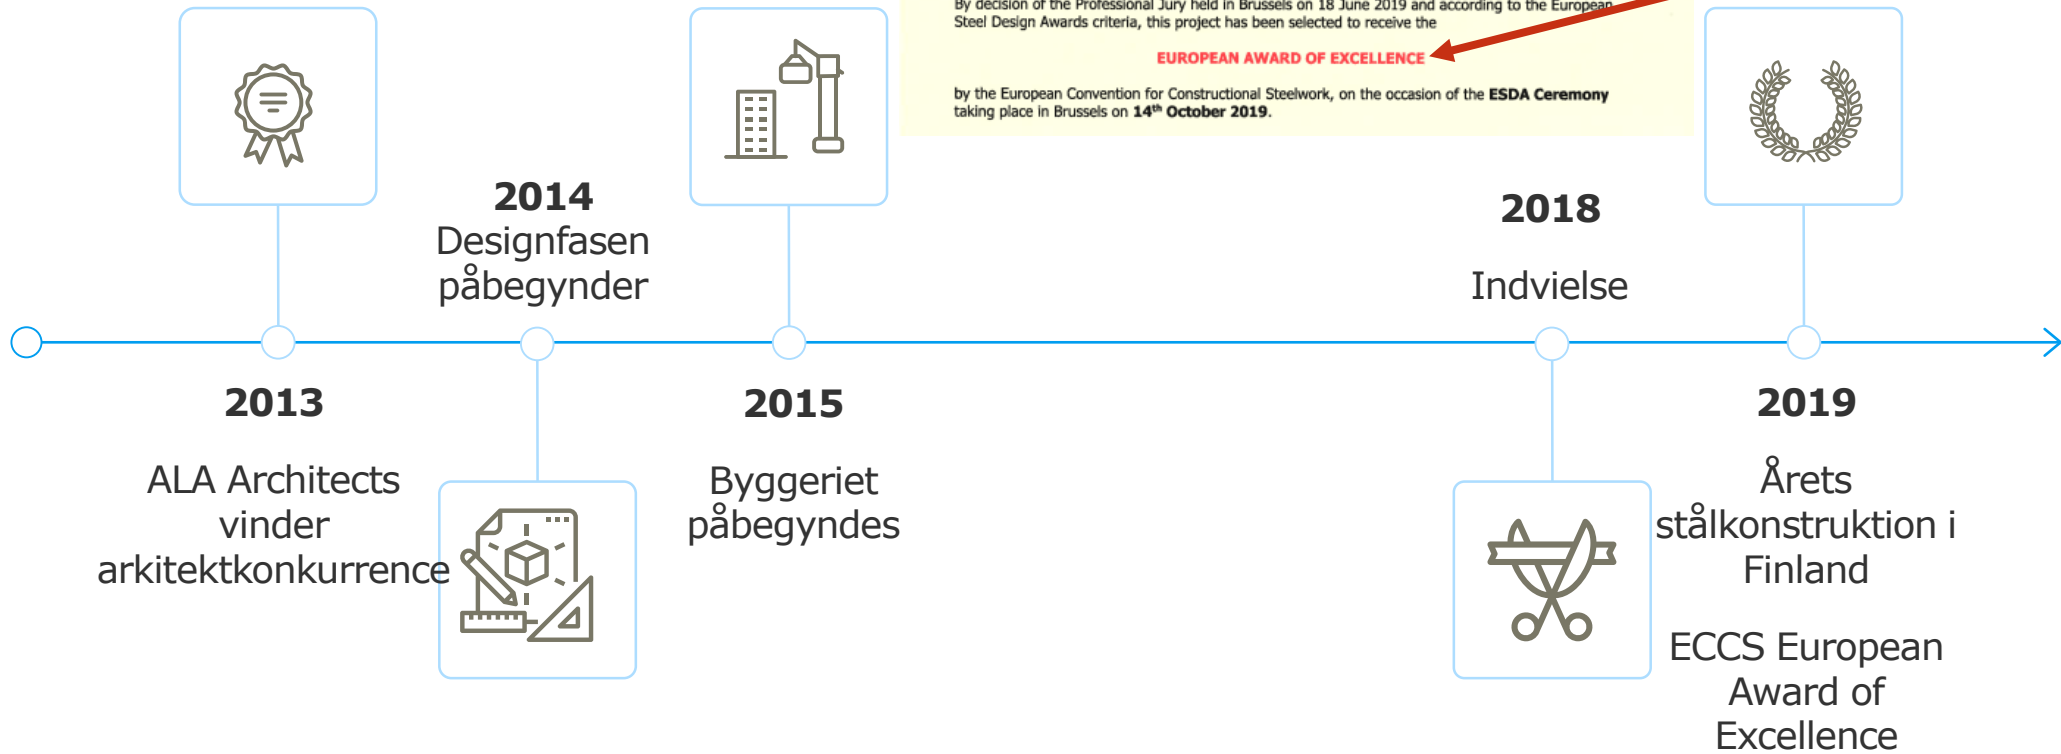 By decision of the Professional Jury held in Brussels on 18 June 2019 and according to the European
Steel Design Awards criteria, this project has been selected to receive the
EUROPEAN AWARD OF EXCELLENCE
by the European Convention for Constructional Steelwork, on the occasion of the ESDA Ceremony
taking place in Brussels on 14th October 2019.
2013
ALA Architects
vinder
arkitektkonkurrence
2014
Designfasen
påbegynder
2015
Byggeriet
påbegyndes
2018
Indvielse
2019
Årets
stålkonstruktion i
Finland
ECCS European
Award of
Excellence